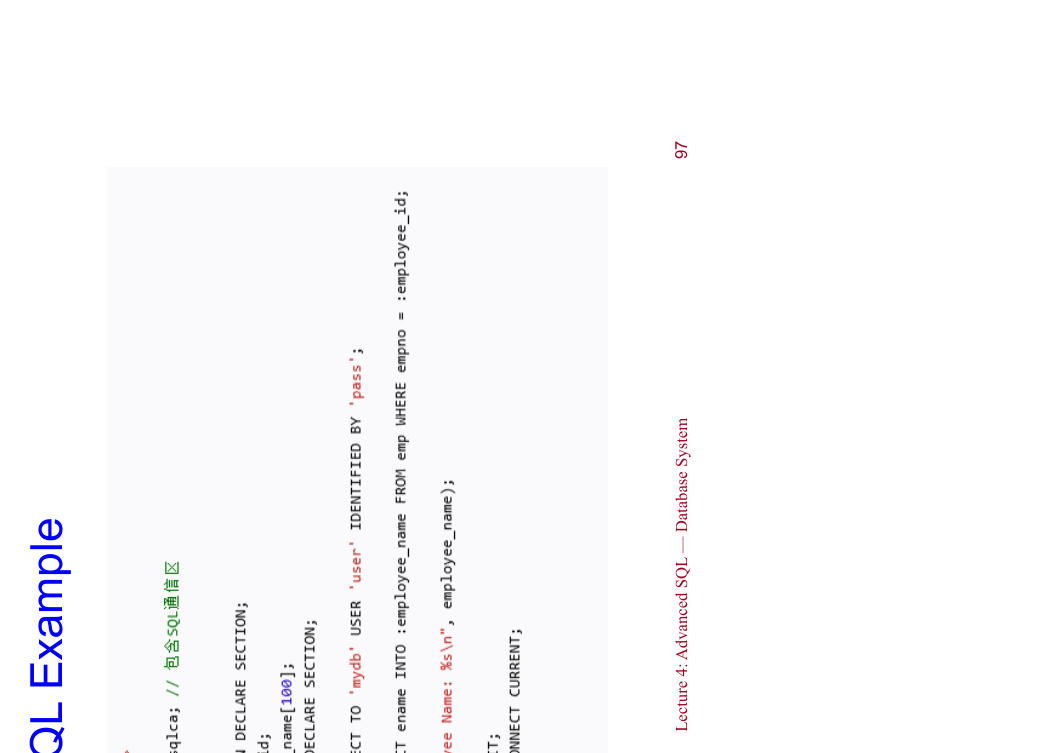 QL Example
sqlca; // 包含SQL通信区
N DECLARE SECTION;
id;
_name[100];
DECLARE SECTION;
ECT TO 'mydb' USER 'user' IDENTIFIED BY 'pass';
CT ename INTO :employee_name FROM emp WHERE empno = :employee_id;
yee Name: %s\n", employee_name);
IT;
ONNECT CURRENT;
Lecture 4: Advanced SQL — Database System
97